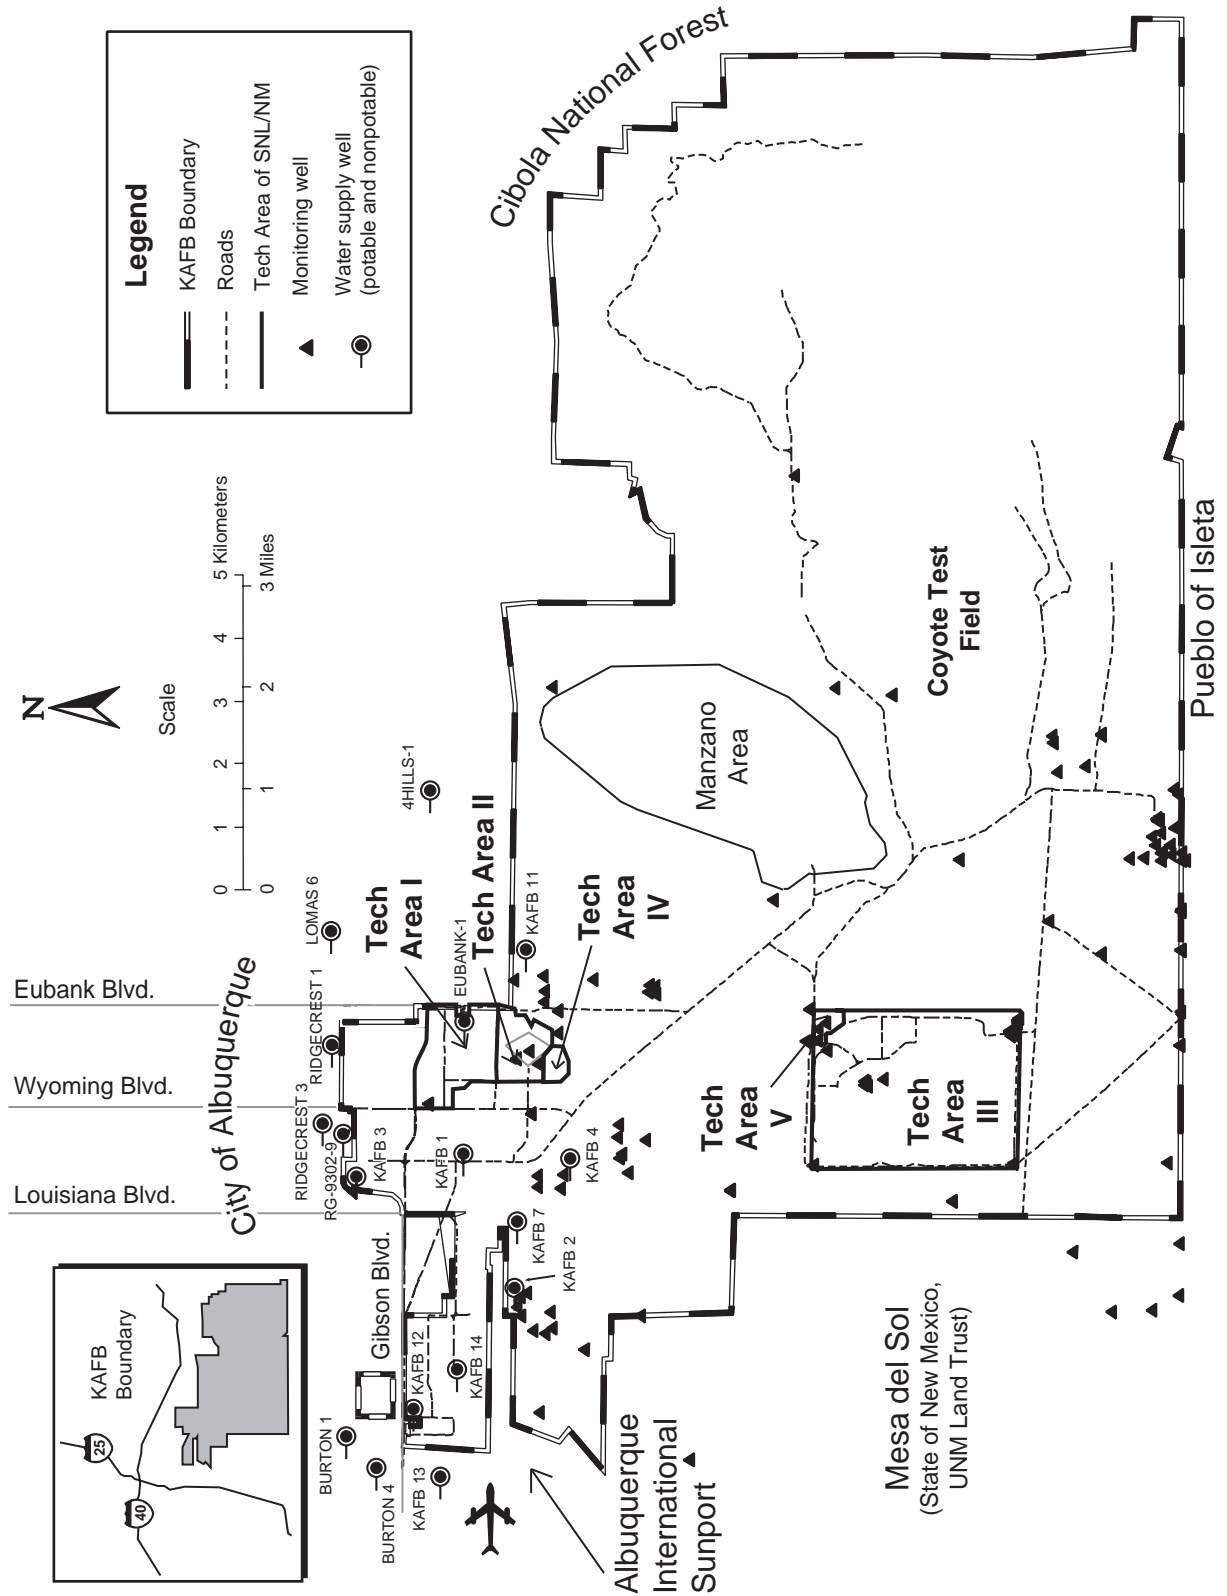 Legend
KAFB Boundary
Roads
Tech Area of SNL/NM
Monitoring well
Water supply well
(potable and nonpotable)
N
Scale
0 1 2 3 4 5 Kilometers
0 1 2 3 Miles
KAFB
Boundary
25
40
Cibola National Forest
City of Albuquerque
Eubank Blvd.
Wyoming Blvd.
Louisiana Blvd.
Gibson Blvd.
LOMAS 6
4HILLS-1
RIDGECREST 1
RIDGECREST 3
RG-9302-9
KAFB 3
KAFB 1
EUBANK-1
KAFB 11
KAFB 4
KAFB 7
KAFB 2
KAFB 12
KAFB 14
BURTON 1
BURTON 4
KAFB 13
Tech
Area I
Tech Area II
Tech
Area
IV
Manzano
Area
Coyote Test
Field
Tech
Area
V
Tech
Area
III
Albuquerque
International
Sunport
Mesa del Sol
(State of New Mexico,
UNM Land Trust)
Pueblo of Isleta